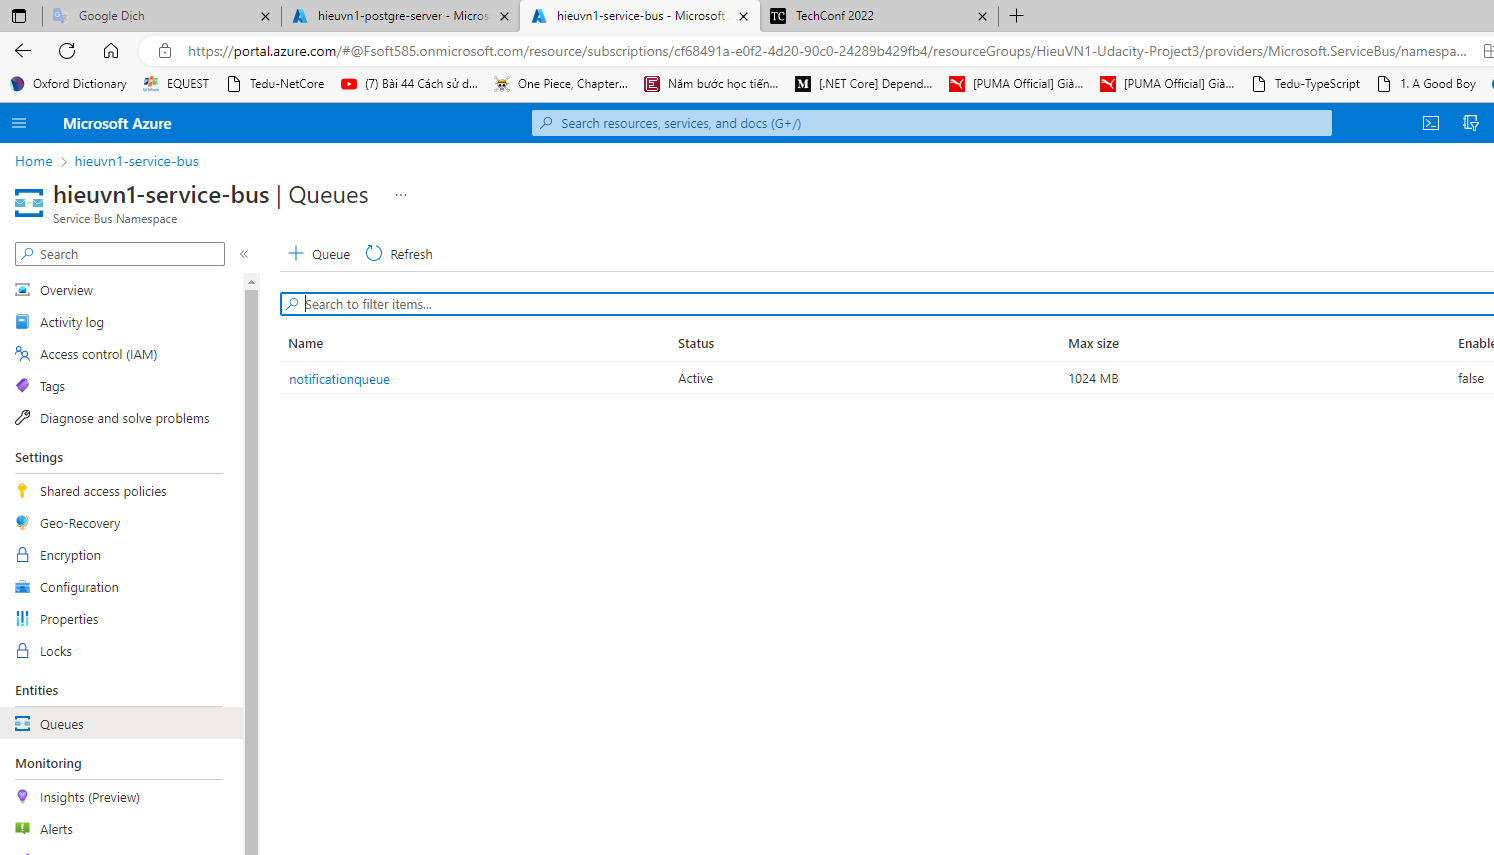 Google Dịch
hieuvn1-postgre-server - Micros
hieuvn1-service-bus - Microsoft
TC
TechConf 2022
https://portal.azure.com/#@Fsoft585.onmicrosoft.com/resource/subscriptions/cf68491a-e0f2-4d20-90c0-24289b429fb4/resourceGroups/HieuVN1-Udacity-Project3/providers/Microsoft.ServiceBus/namespa...
Oxford Dictionary
EQUEST
Tedu-NetCore
(7) Bài 44 Cách sử d...
One Piece, Chapter...
Năm bước học tiến...
[.NET Core] Depend...
[PUMA Official] Già...
[PUMA Official] Già...
Tedu-TypeScript
1. A Good Boy
Microsoft Azure
Search resources, services, and docs (G+/)
Home > hieuvn1-service-bus
hieuvn1-service-bus | Queues ...
Service Bus Namespace
Search
«
Queue
Refresh
Overview
Activity log
Access control (IAM)
Tags
Diagnose and solve problems
Settings
Shared access policies
Geo-Recovery
Encryption
Configuration
Properties
Locks
Entities
Queues
Monitoring
Insights (Preview)
Alerts
Search to filter items...
Name Status Max size Enable
notificationqueue Active 1024 MB false